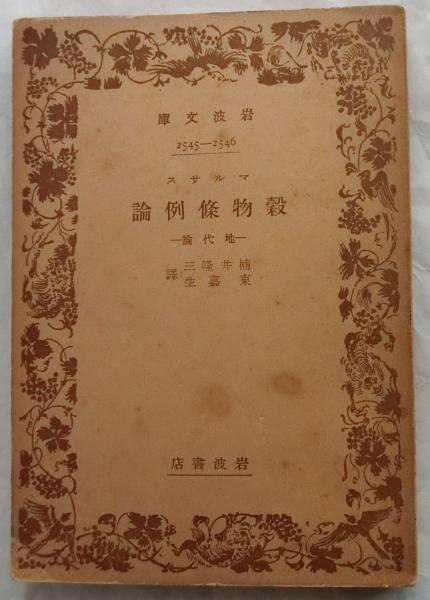 岩波文庫
2545—2546
マルサス
穀物條例論
—地代論—
楠井隆三
東嘉生
譯
岩波書店